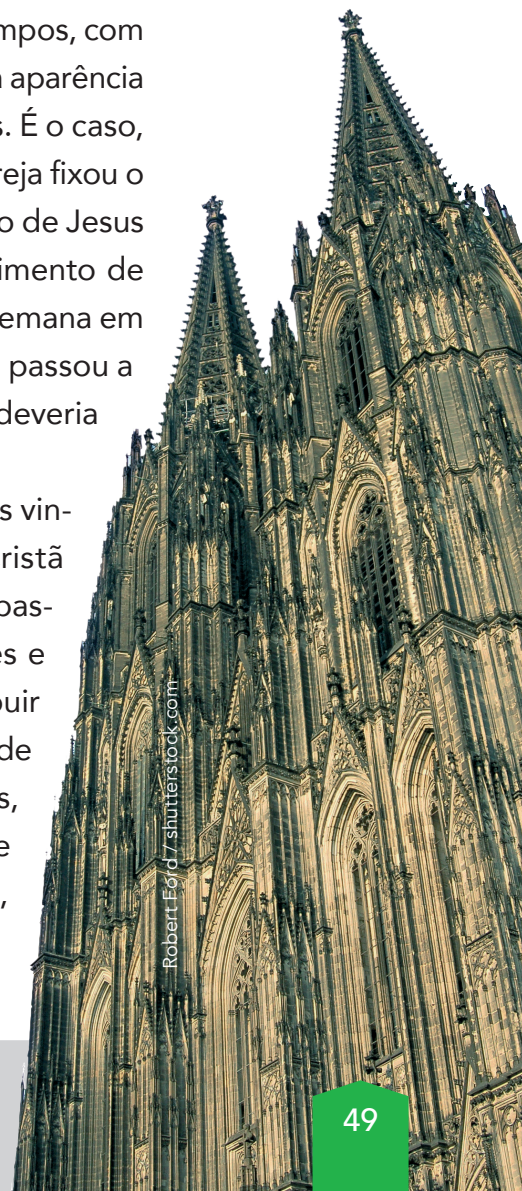 mpos, com
aparência
. É o caso,
reja fixou o
o de Jesus
imento de
emana em
passou a
deveria
s vin-
ristã
pas-
es e
uir
de
s,
e
,
Robert Ford / shutterstock.com
49